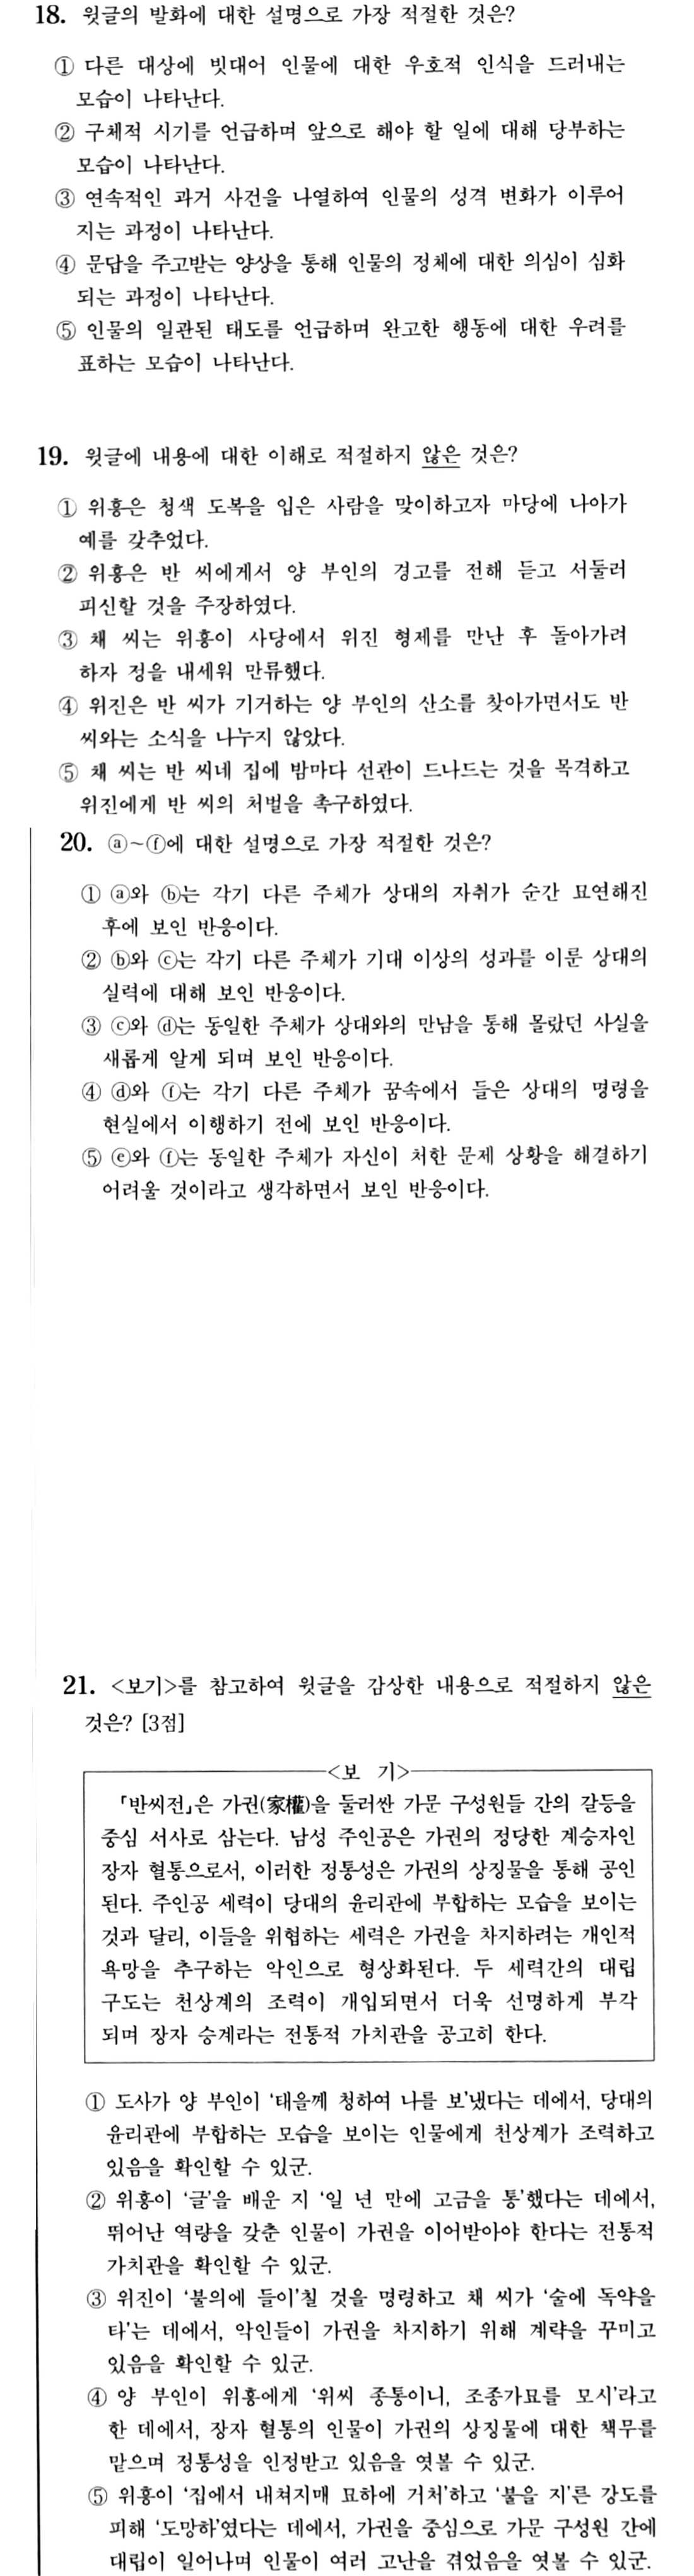 18. 윗글의 발화에 대한 설명으로 가장 적절한 것은?
① 다른 대상에 빗대어 인물에 대한 우호적 인식을 드러내는
모습이 나타난다.
② 구체적 시기를 언급하며 앞으로 해야 할 일에 대해 당부하는
모습이 나타난다.
③ 연속적인 과거 사건을 나열하여 인물의 성격 변화가 이루어
지는 과정이 나타난다.
④ 문답을 주고받는 양상을 통해 인물의 정체에 대한 의심이 심화
되는 과정이 나타난다.
⑤ 인물의 일관된 태도를 언급하며 완고한 행동에 대한 우려를
표하는 모습이 나타난다.
19. 윗글에 내용에 대한 이해로 적절하지 않은 것은?
① 위흥은 청색 도복을 입은 사람을 맞이하고자 마당에 나아가
예를 갖추었다.
② 위흥은 반 씨에게서 양 부인의 경고를 전해 듣고 서둘러
피신할 것을 주장하였다.
③ 채 씨는 위흥이 사당에서 위진 형제를 만난 후 돌아가려
하자 정을 내세워 만류했다.
④ 위진은 반 씨가 기거하는 양 부인의 산소를 찾아가면서도 반
씨와는 소식을 나누지 않았다.
⑤ 채 씨는 반 씨네 집에 밤마다 선관이 드나드는 것을 목격하고
위진에게 반 씨의 처벌을 촉구하였다.
20. ⓐ~ⓕ에 대한 설명으로 가장 적절한 것은?
① ⓐ와 ⓑ는 각기 다른 주체가 상대의 자취가 순간 묘연해진
후에 보인 반응이다.
② ⓑ와 ⓒ는 각기 다른 주체가 기대 이상의 성과를 이룬 상대의
실력에 대해 보인 반응이다.
③ ⓒ와 ⓓ는 동일한 주체가 상대와의 만남을 통해 몰랐던 사실을
새롭게 알게 되며 보인 반응이다.
④ ⓓ와 ⓕ는 각기 다른 주체가 꿈속에서 들은 상대의 명령을
현실에서 이행하기 전에 보인 반응이다.
⑤ ⓔ와 ⓕ는 동일한 주체가 자신이 처한 문제 상황을 해결하기
어려울 것이라고 생각하면서 보인 반응이다.
21. <보기>를 참고하여 윗글을 감상한 내용으로 적절하지 않은
것은? [3점]
<보 기>
「반씨전」은 가권(家權)을 둘러싼 가문 구성원들 간의 갈등을
중심 서사로 삼는다. 남성 주인공은 가권의 정당한 계승자인
장자 혈통으로서, 이러한 정통성은 가권의 상징물을 통해 공인
된다. 주인공 세력이 당대의 윤리관에 부합하는 모습을 보이는
것과 달리, 이들을 위협하는 세력은 가권을 차지하려는 개인적
욕망을 추구하는 악인으로 형상화된다. 두 세력간의 대립
구도는 천상계의 조력이 개입되면서 더욱 선명하게 부각
되며 장자 승계라는 전통적 가치관을 공고히 한다.
① 도사가 양 부인이 '태을께 청하여 나를 보'냈다는 데에서, 당대의
윤리관에 부합하는 모습을 보이는 인물에게 천상계가 조력하고
있음을 확인할 수 있군.
② 위흥이 '글'을 배운 지 '일 년 만에 고금을 통'했다는 데에서,
뛰어난 역량을 갖춘 인물이 가권을 이어받아야 한다는 전통적
가치관을 확인할 수 있군.
③ 위진이 '불의에 들이'칠 것을 명령하고 채 씨가 '술에 독약을
타'는 데에서, 악인들이 가권을 차지하기 위해 계략을 꾸미고
있음을 확인할 수 있군.
④ 양 부인이 위흥에게 '위씨 종통이니, 조종가묘를 모시'라고
한 데에서, 장자 혈통의 인물이 가권의 상징물에 대한 책무를
맡으며 정통성을 인정받고 있음을 엿볼 수 있군.
⑤ 위흥이 '집에서 내쳐지매 묘하에 거처'하고 '불을 지'른 강도를
피해 '도망하'였다는 데에서, 가권을 중심으로 가문 구성원 간에
대립이 일어나며 인물이 여러 고난을 겪었음을 엿볼 수 있군.